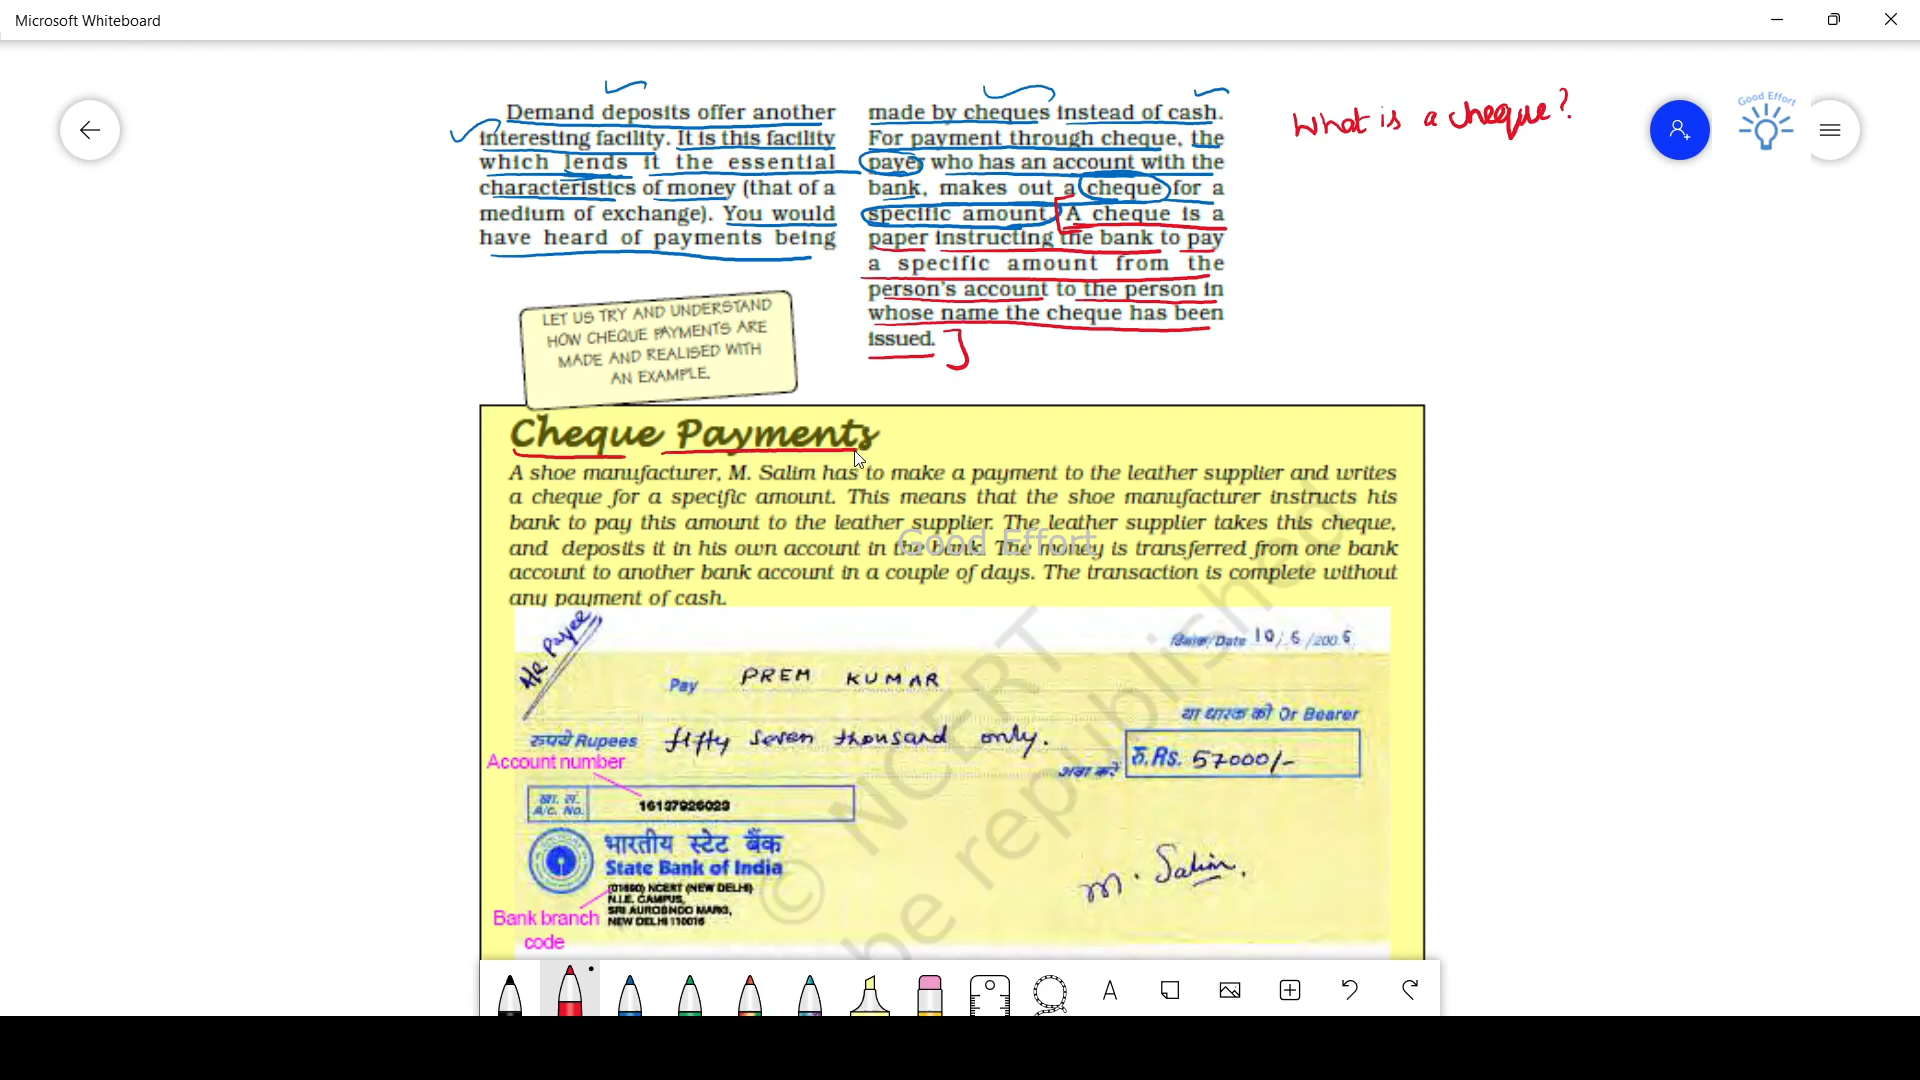 Microsoft Whiteboard
Demand deposits offer another
interesting facility. It is this facility
which lends it the essential
characteristics of money (that of a
medium of exchange). You would
have heard of payments being
made by cheques instead of cash.
For payment through cheque, the
payer who has an account with the
bank, makes out a cheque for a
specific amount. A cheque is a
paper instructing the bank to pay
a specific amount from the
person's account to the person in
whose name the cheque has been
issued.
What is a cheque?
Good Effort
LET US TRY AND UNDERSTAND
HOW CHEQUE PAYMENTS ARE
MADE AND REALISED WITH
AN EXAMPLE.
Cheque Payments
A shoe manufacturer, M. Salim has to make a payment to the leather supplier and writes
a cheque for a specific amount. This means that the shoe manufacturer instructs his
bank to pay this amount to the leather supplier. The leather supplier takes this cheque,
and deposits it in his own account in the bank. The money is transferred from one bank
account to another bank account in a couple of days. The transaction is complete without
any payment of cash.
Good Effort
A/c Payee
दिनांक/Date 10/6/2006
Pay PREM KUMAR
या धारक को Or Bearer
रुपये Rupees fifty seven thousand only.
अदा करें रु.Rs. 57000/-
Account number
खा. सं.
A/c. No. 16137926023
भारतीय स्टेट बैंक
State Bank of India
(01690) NCERT (NEW DELHI)
N.I.E. CAMPUS,
SRI AUROBINDO MARG,
NEW DELHI 110016
Bank branch
code
M. Salim.
© NCERT
be republished